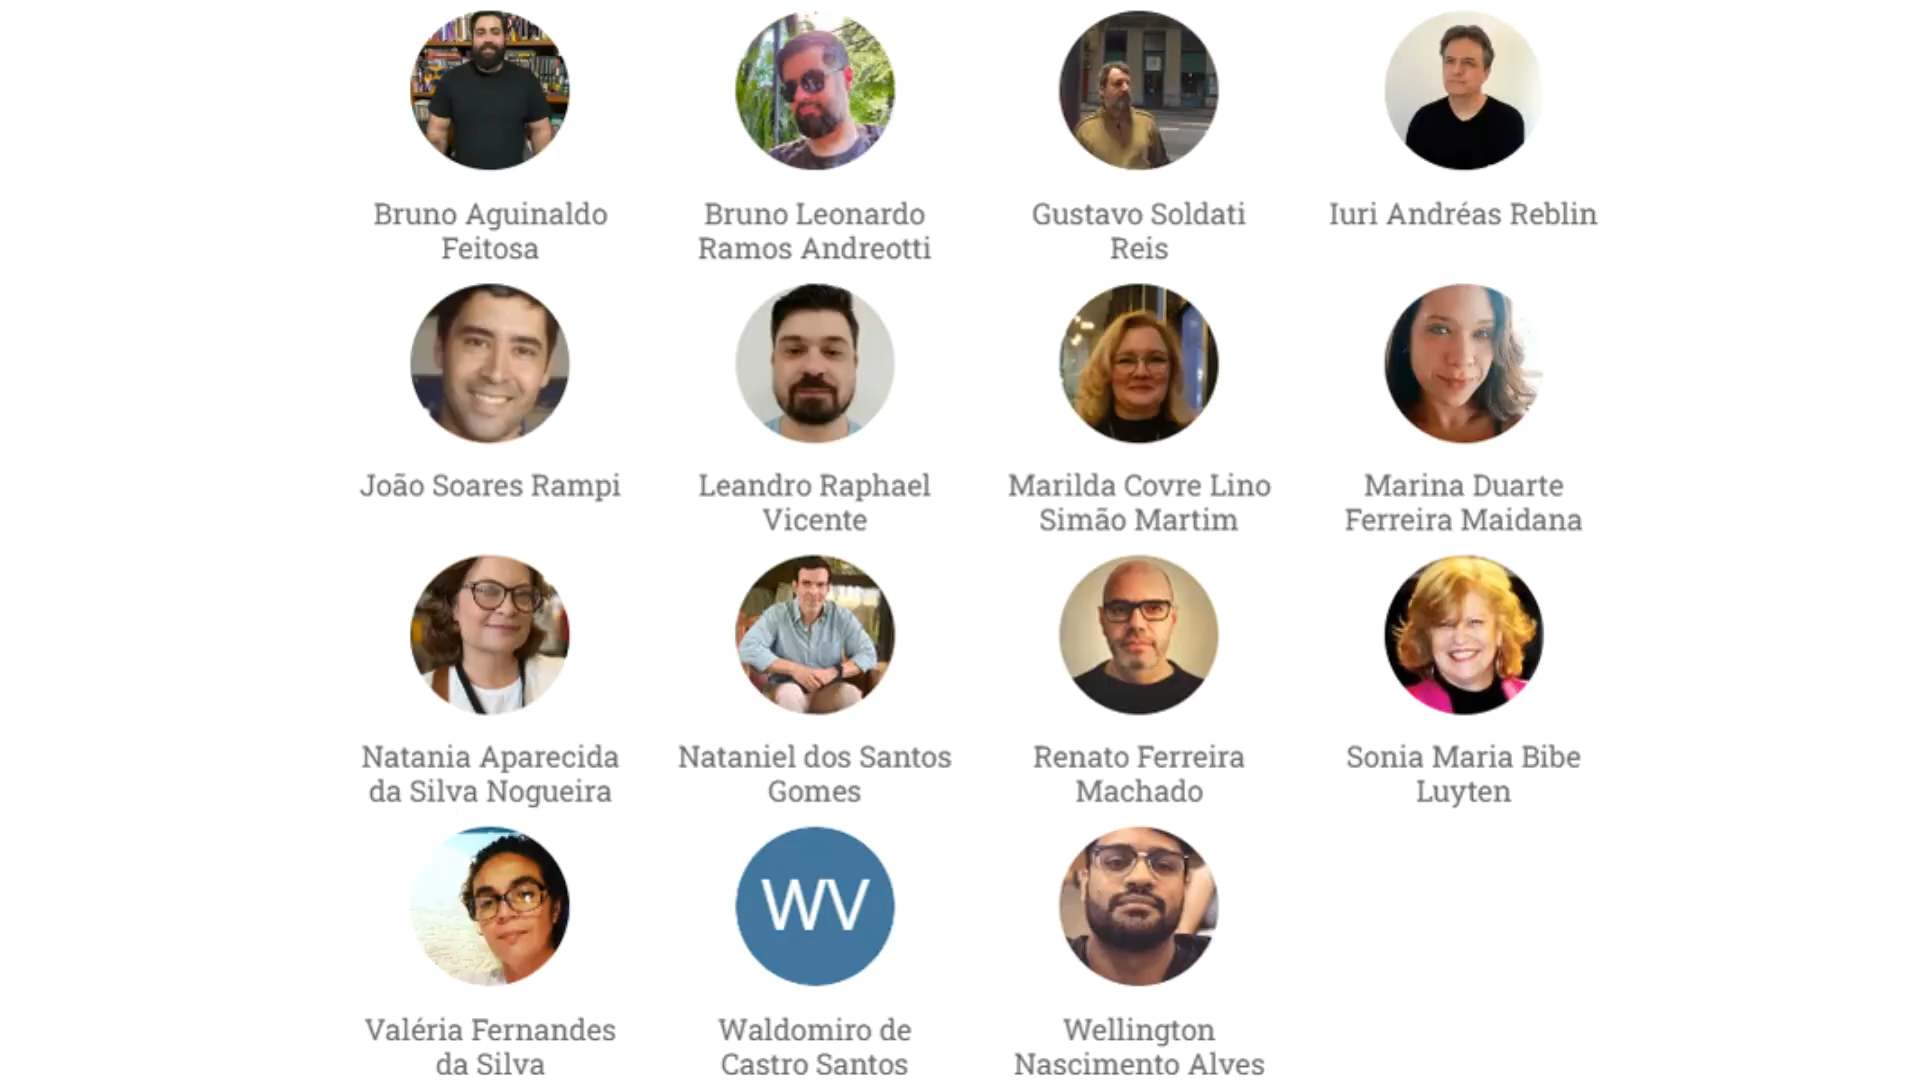 Bruno Aguinaldo
Feitosa
Bruno Leonardo
Ramos Andreotti
Gustavo Soldati
Reis
Iuri Andréas Reblin
João Soares Rampi
Leandro Raphael
Vicente
Marilda Covre Lino
Simão Martim
Marina Duarte
Ferreira Maidana
Natania Aparecida
da Silva Nogueira
Nataniel dos Santos
Gomes
Renato Ferreira
Machado
Sonia Maria Bibe
Luyten
Valéria Fernandes
da Silva
WV
Waldomiro de
Castro Santos
Wellington
Nascimento Alves